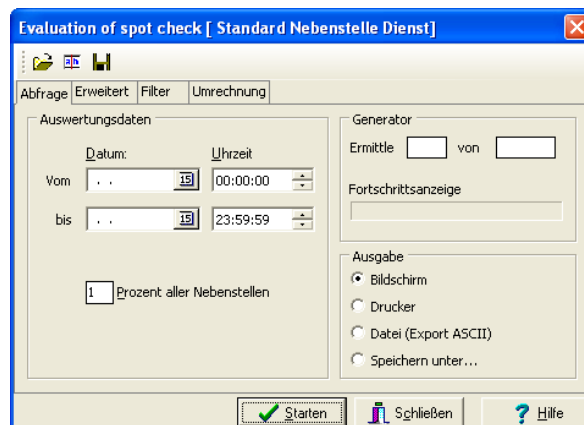 Evaluation of spot check [ Standard Nebenstelle Dienst]
Abfrage Erweitert Filter Umrechnung
Auswertungsdaten
Datum: Uhrzeit
Vom . . 15 00:00:00
bis . . 15 23:59:59
1 Prozent aller Nebenstellen
Generator
Ermittle von
Fortschrittsanzeige
Ausgabe
Bildschirm
Drucker
Datei (Export ASCII)
Speichern unter...
Starten Schließen ? Hilfe